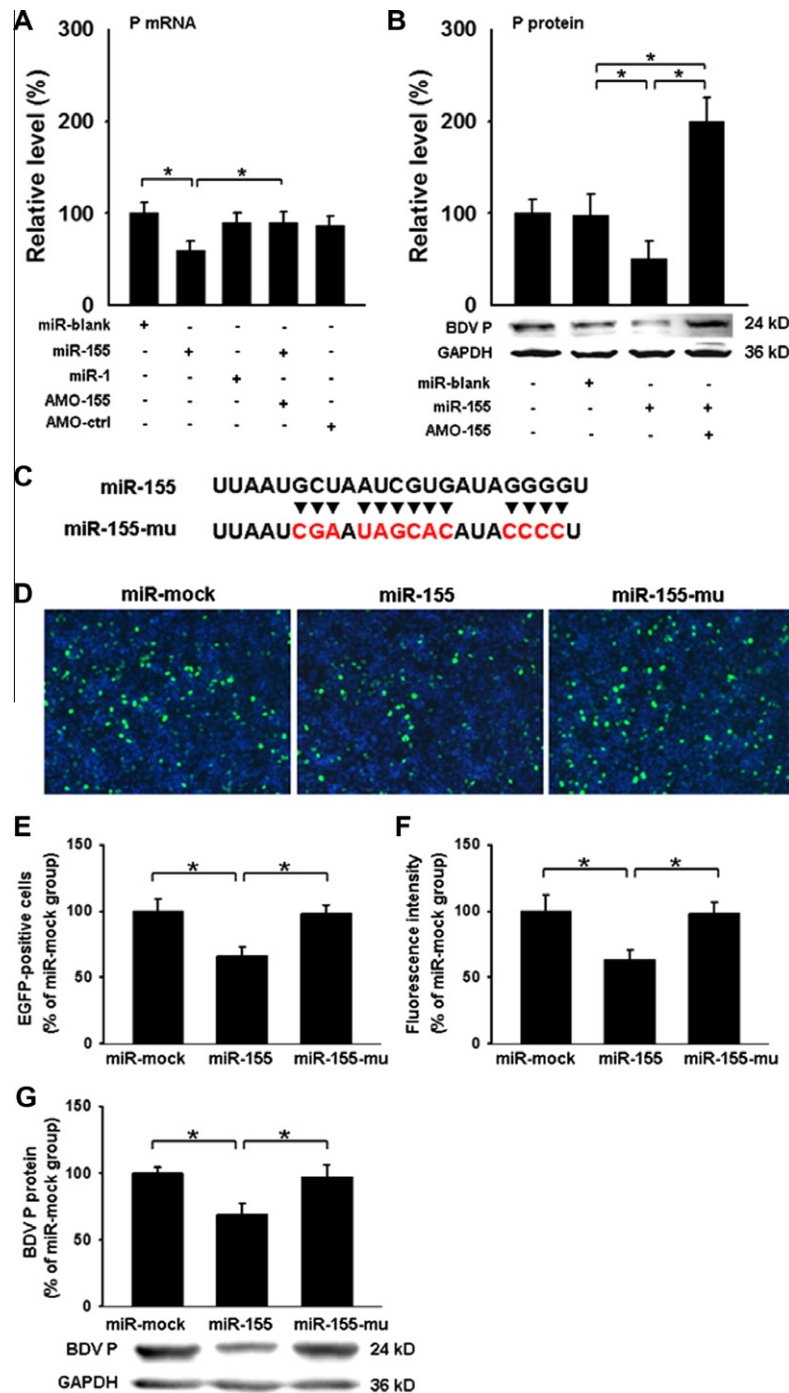 A
P mRNA
Relative level (%)
300
200
100
0
*
*
miR-blank + - - - -
miR-155 - + - + -
miR-1 - - + - -
AMO-155 - - - + -
AMO-ctrl - - - - +
B
P protein
Relative level (%)
300
200
100
0
*
* *
BDV P 24 kD
GAPDH 36 kD
miR-blank - + - -
miR-155 - - + +
AMO-155 - - - +
C
miR-155 UUAAUGCUAAUCGUGAUAGGGGU
miR-155-mu UUAAUCGAAUAGCACAUACCCCU
D
miR-mock miR-155 miR-155-mu
E
EGFP-positive cells
(% of miR-mock group)
150
100
50
0
* *
miR-mock miR-155 miR-155-mu
F
Fluorescence intensity
(% of miR-mock group)
150
100
50
0
* *
miR-mock miR-155 miR-155-mu
G
BDV P protein
(% of miR-mock group)
150
100
50
0
* *
miR-mock miR-155 miR-155-mu
BDV P 24 kD
GAPDH 36 kD